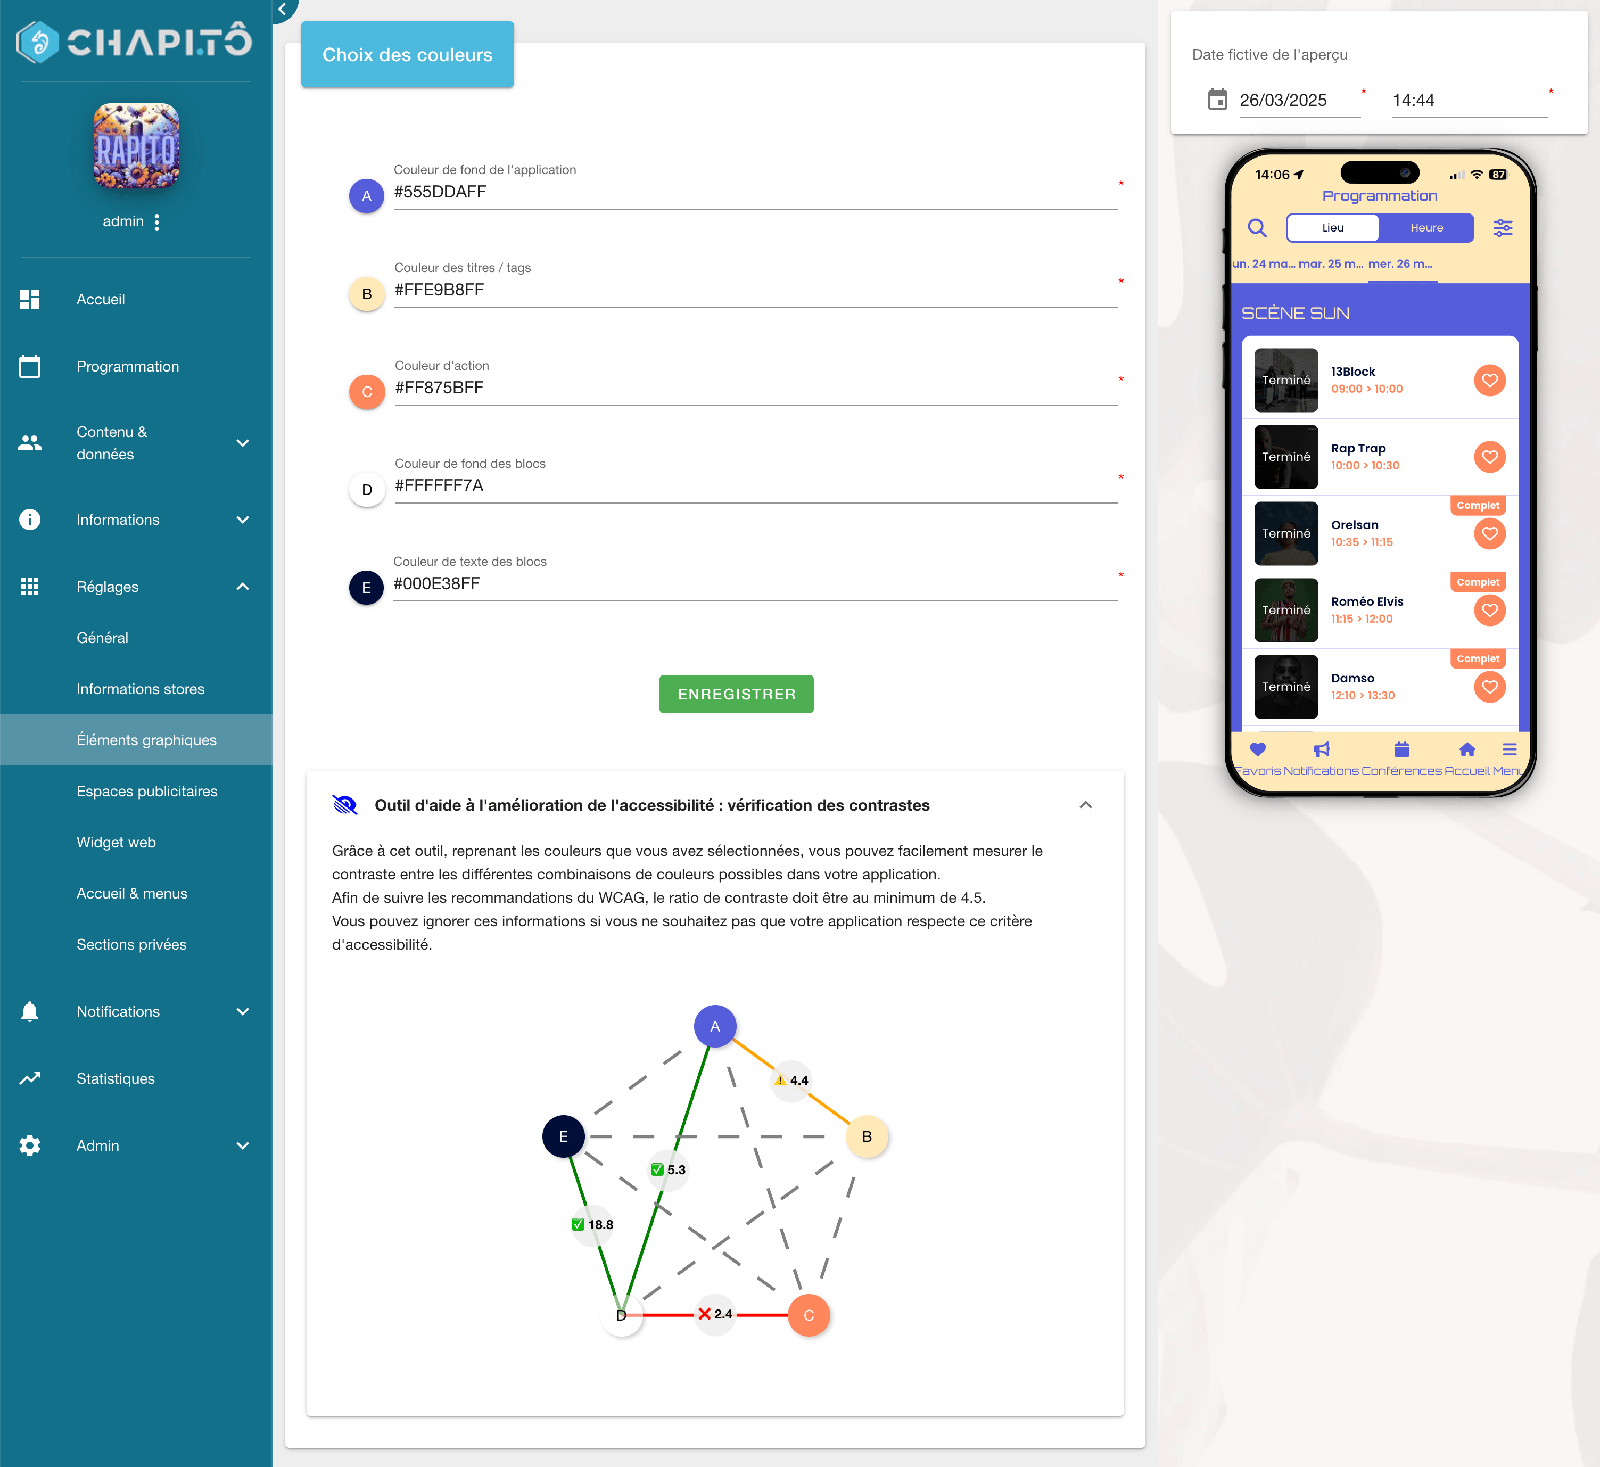 CHAPI.TÔ
RAPITÔ
admin
Accueil
Programmation
Contenu &
données
Informations
Réglages
Général
Informations stores
Éléments graphiques
Espaces publicitaires
Widget web
Accueil & menus
Sections privées
Notifications
Statistiques
Admin
Choix des couleurs
Couleur de fond de l'application
A
#555DDAFF
*
Couleur des titres / tags
B
#FFE9B8FF
*
Couleur d'action
C
#FF875BFF
*
Couleur de fond des blocs
D
#FFFFFF7A
*
Couleur de texte des blocs
E
#000E38FF
*
ENREGISTRER
Outil d'aide à l'amélioration de l'accessibilité : vérification des contrastes
Grâce à cet outil, reprenant les couleurs que vous avez sélectionnées, vous pouvez facilement mesurer le
contraste entre les différentes combinaisons de couleurs possibles dans votre application.
Afin de suivre les recommandations du WCAG, le ratio de contraste doit être au minimum de 4.5.
Vous pouvez ignorer ces informations si vous ne souhaitez pas que votre application respecte ce critère
d'accessibilité.
A
4.4
E
B
5.3
18.8
D
2.4
C
Date fictive de l'aperçu
26/03/2025 *
14:44 *
14:06
87
Programmation
Lieu
Heure
un. 24 ma... mar. 25 m... mer. 26 m...
SCÈNE SUN
Terminé
13Block
09:00 > 10:00
Terminé
Rap Trap
10:00 > 10:30
Complet
Terminé
Orelsan
10:35 > 11:15
Complet
Terminé
Roméo Elvis
11:15 > 12:00
Complet
Terminé
Damso
12:10 > 13:30
Favoris Notifications Conférences Accueil Menu